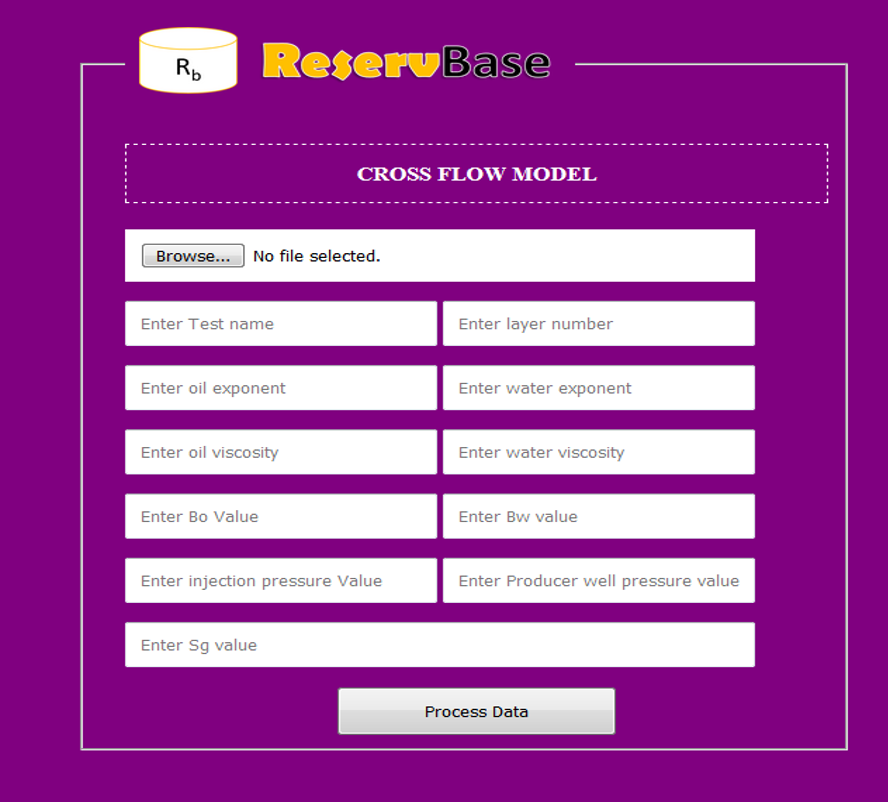 Rb ReservBase
CROSS FLOW MODEL
Browse... No file selected.
Enter Test name Enter layer number
Enter oil exponent Enter water exponent
Enter oil viscosity Enter water viscosity
Enter Bo Value Enter Bw value
Enter injection pressure Value Enter Producer well pressure value
Enter Sg value
Process Data